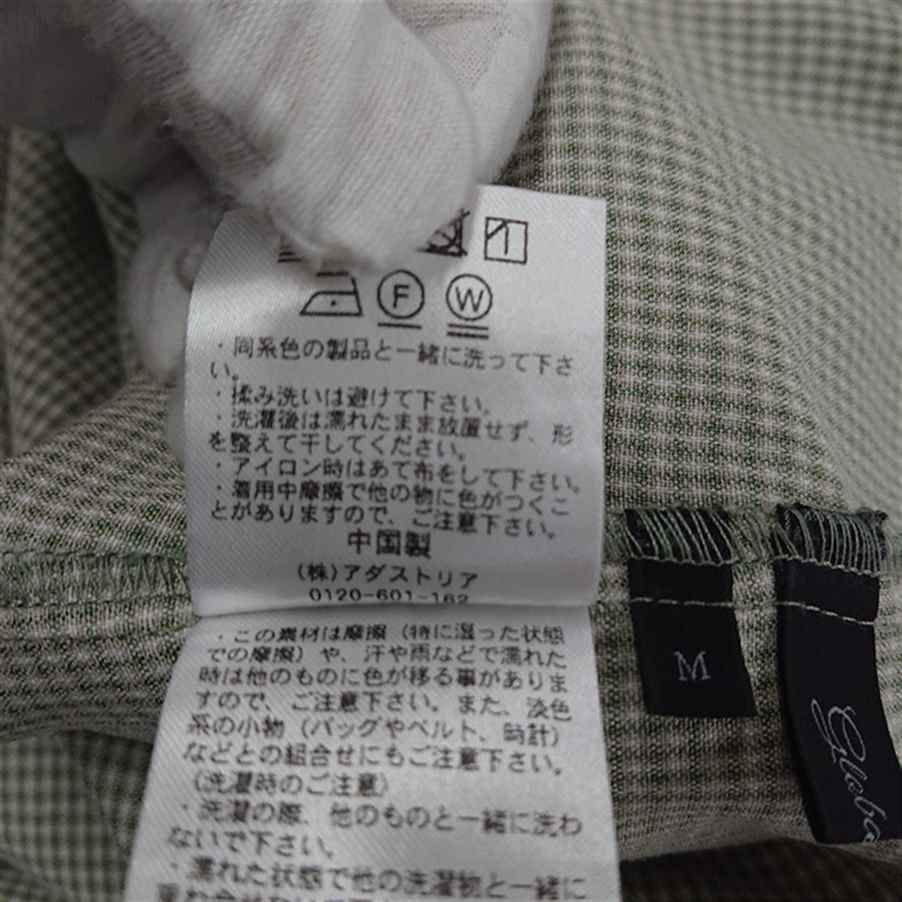 F W
・同系色の製品と一緒に洗って下さ
い。
・揉み洗いは避けて下さい。
・洗濯後は濡れたまま放置せず、形
を整えて干してください。
・アイロン時はあて布をして下さい。
・着用中摩擦で他の物に色がつくこ
とがありますので、ご注意下さい。
中国製
(株)アダストリア
0120-601-162
・この素材は摩擦(特に湿った状態
での摩擦)や、汗や雨などで濡れた
時は他のものに色が移る事がありま
すので、ご注意下さい。また、淡色
系の小物(バッグやベルト、時計)
などとの組合せにもご注意下さい。
(洗濯時のご注意)
・洗濯の際、他のものと一緒に洗わ
ないで下さい。
・濡れた状態で他の洗濯物と一緒に
M
Globa